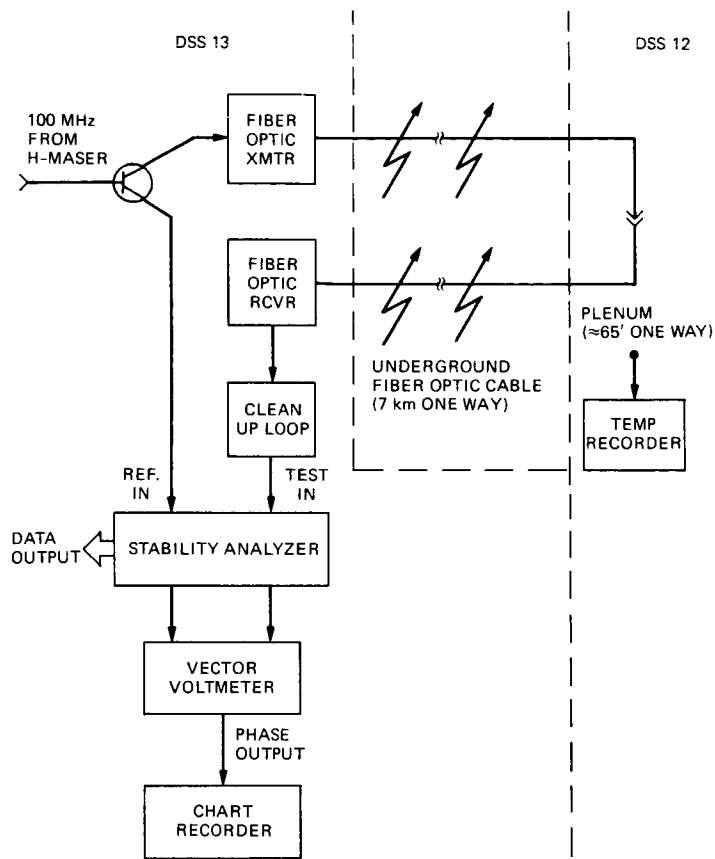 DSS 13
DSS 12
100 MHz
FROM
H-MASER
FIBER
OPTIC
XMTR
FIBER
OPTIC
RCVR
PLENUM
(≈65' ONE WAY)
UNDERGROUND
FIBER OPTIC CABLE
(7 km ONE WAY)
CLEAN
UP LOOP
TEMP
RECORDER
REF.
IN
TEST
IN
DATA
OUTPUT
STABILITY ANALYZER
VECTOR
VOLTMETER
PHASE
OUTPUT
CHART
RECORDER